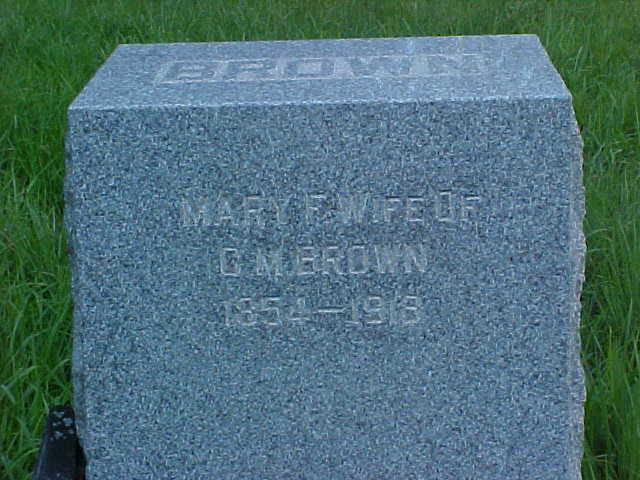 BROWN
MARY F. WIFE OF
C. M. BROWN
1854-1918